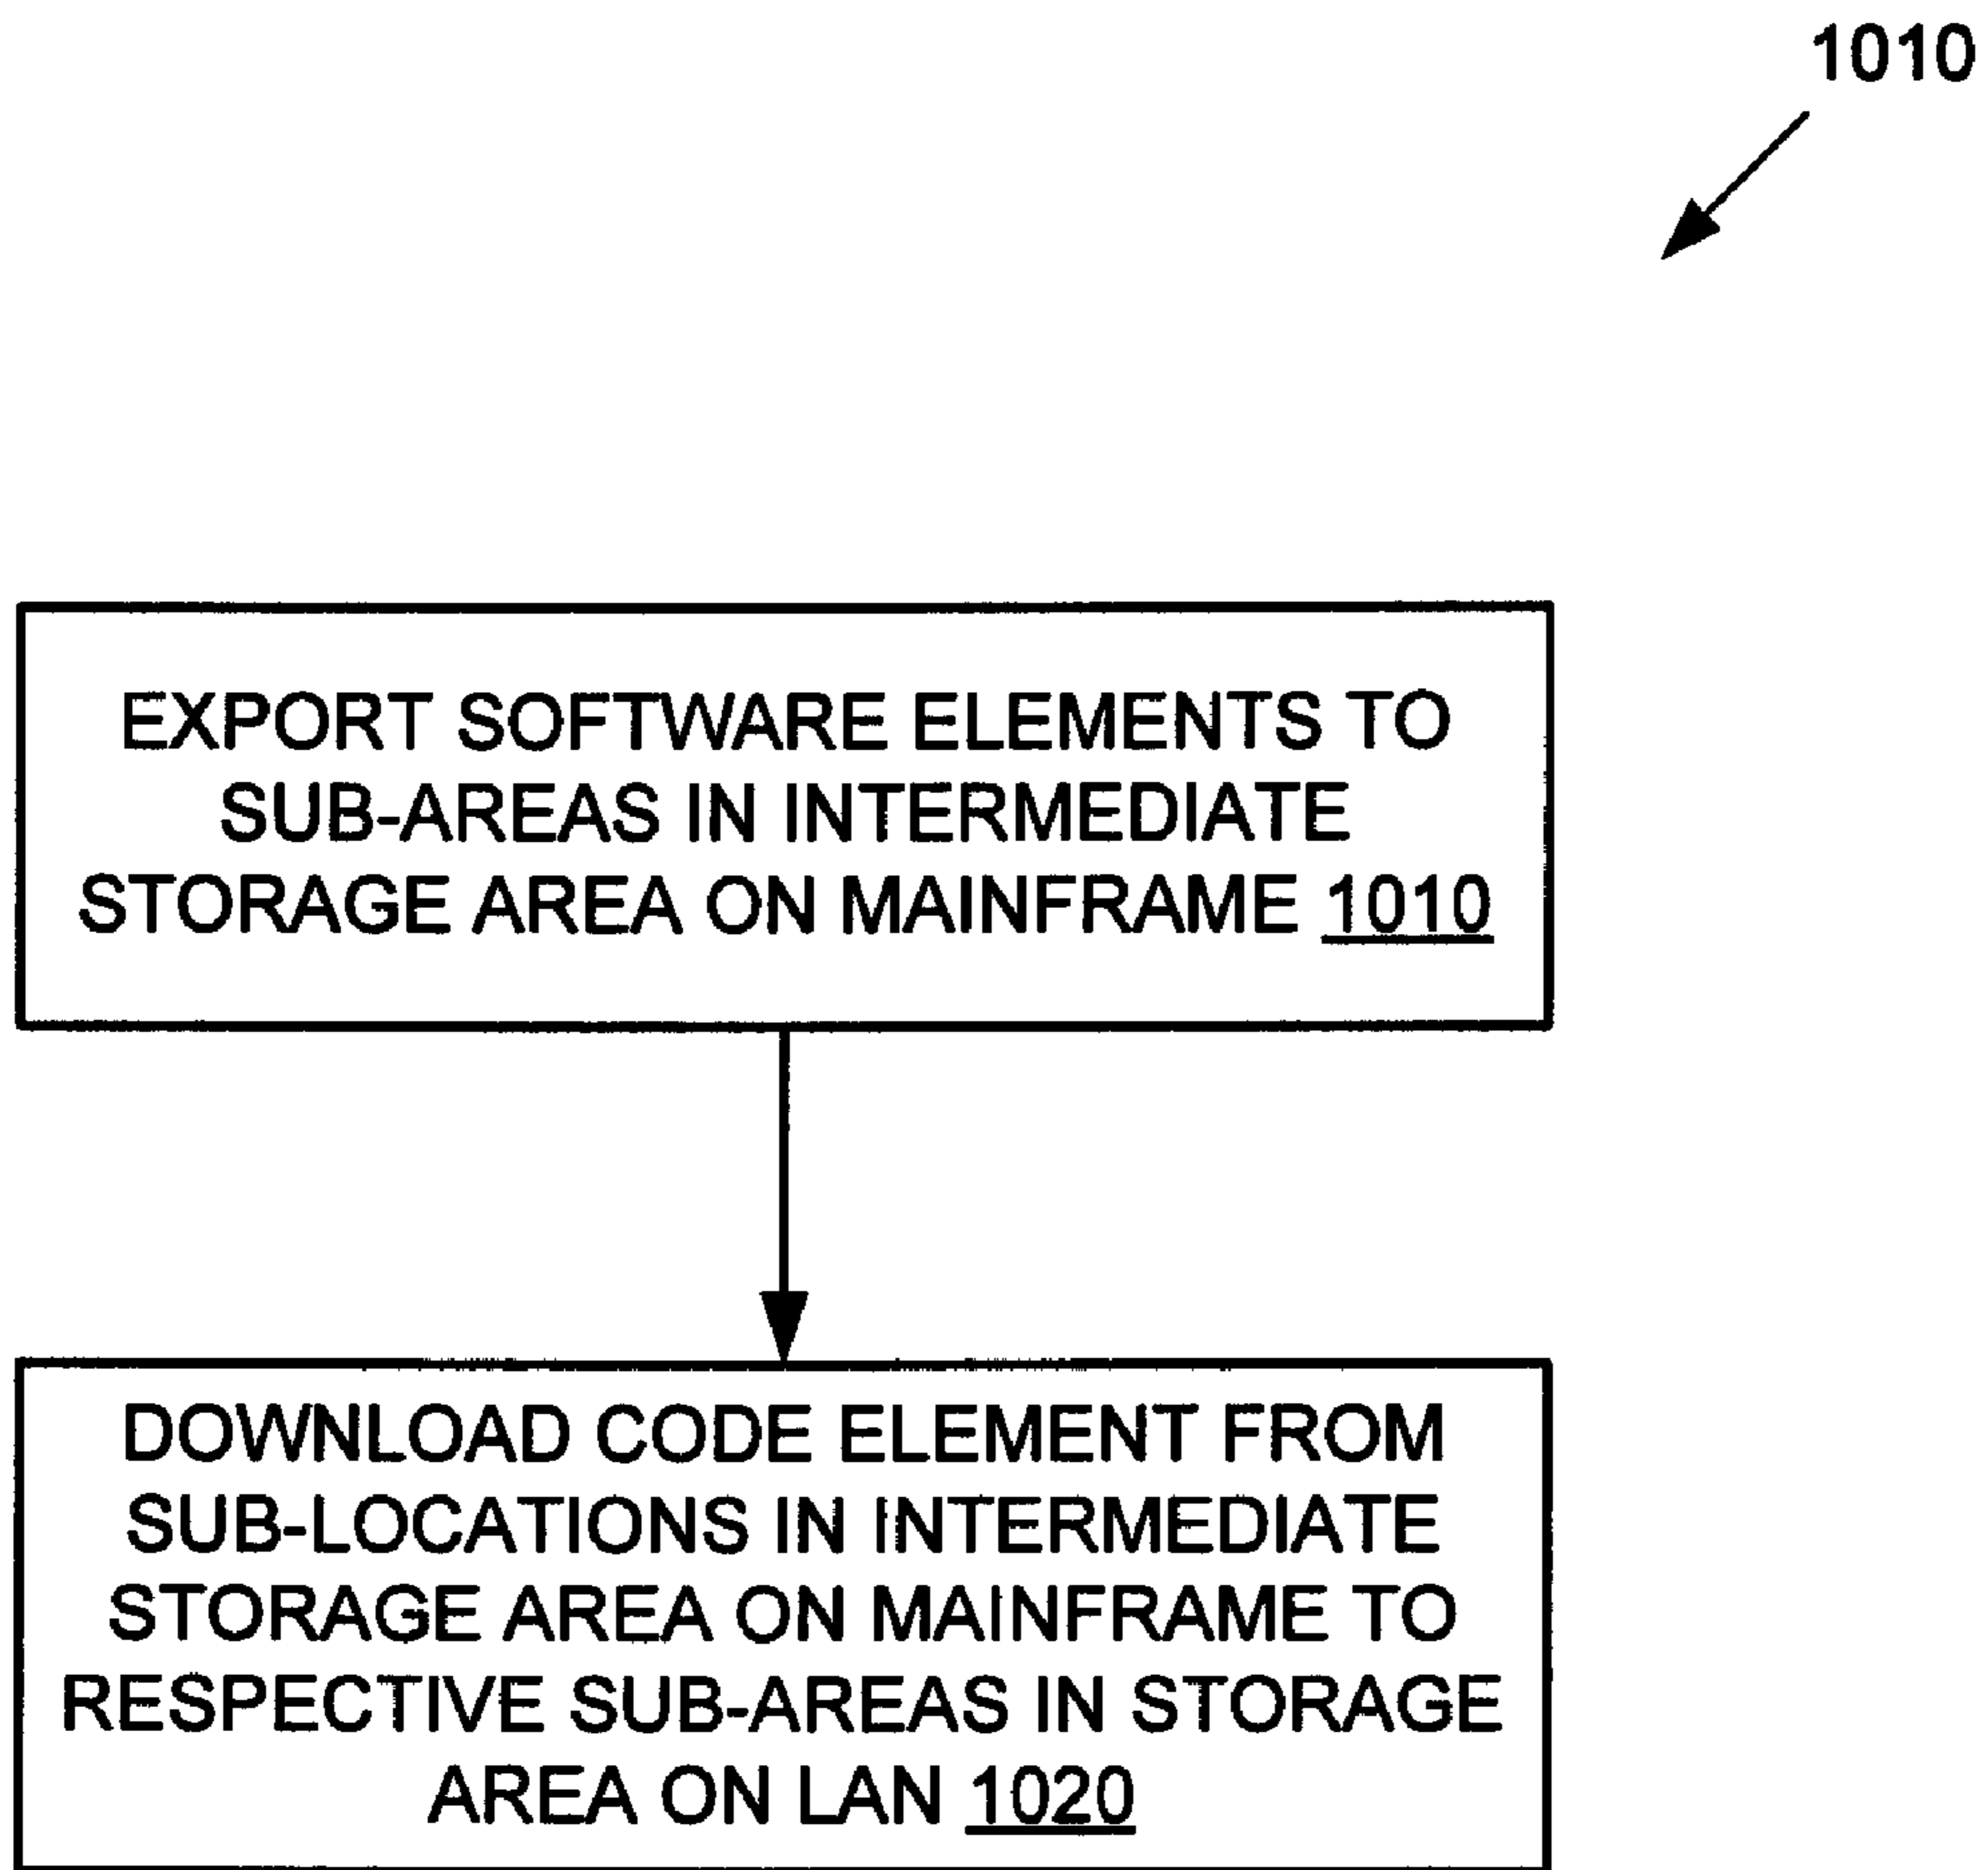 1010
EXPORT SOFTWARE ELEMENTS TO
SUB-AREAS IN INTERMEDIATE
STORAGE AREA ON MAINFRAME 1010
DOWNLOAD CODE ELEMENT FROM
SUB-LOCATIONS IN INTERMEDIATE
STORAGE AREA ON MAINFRAME TO
RESPECTIVE SUB-AREAS IN STORAGE
AREA ON LAN 1020